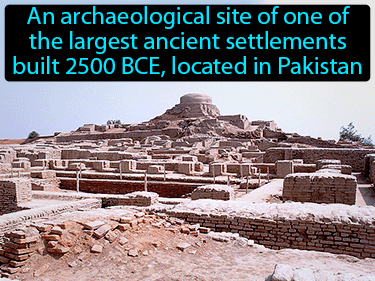 An archaeological site of one of
the largest ancient settlements
built 2500 BCE, located in Pakistan